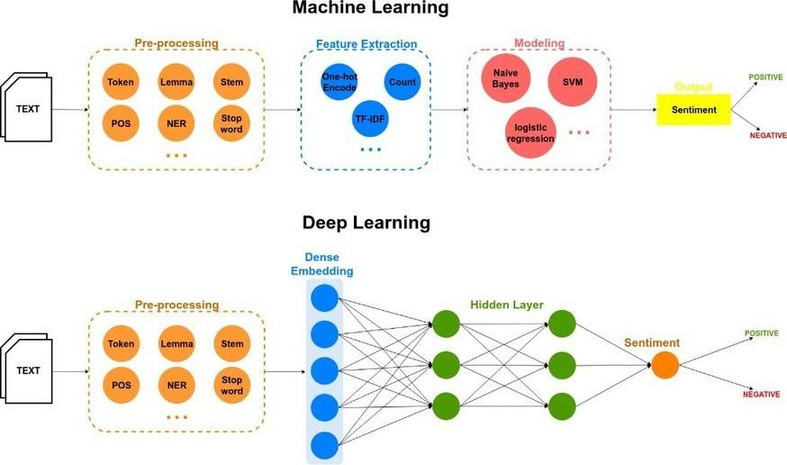 Machine Learning
Pre-processing
Feature Extraction
Modeling
Output
TEXT
Token
Lemma
Stem
POS
NER
Stop
word
...
One-hot
Encode
Count
TF-IDF
...
Naive
Bayes
SVM
logistic
regression
...
Sentiment
POSITIVE
NEGATIVE
Deep Learning
Pre-processing
Dense
Embedding
Hidden Layer
Sentiment
TEXT
Token
Lemma
Stem
POS
NER
Stop
word
...
POSITIVE
NEGATIVE